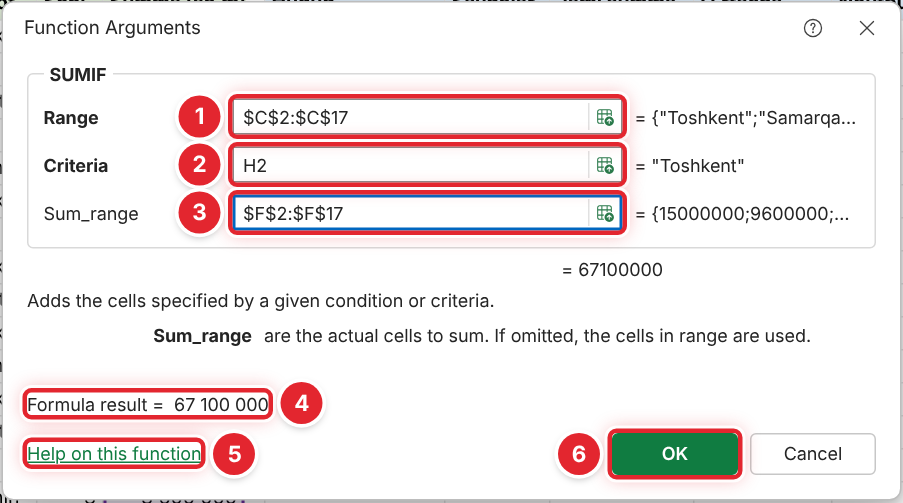 Function Arguments
SUMIF
Range 1 $C$2:$C$17 = {"Toshkent";"Samarqa...
Criteria 2 H2 = "Toshkent"
Sum_range 3 $F$2:$F$17 = {15000000;9600000;...
= 67100000
Adds the cells specified by a given condition or criteria.
Sum_range are the actual cells to sum. If omitted, the cells in range are used.
Formula result = 67 100 000 4
Help on this function 5
6 OK Cancel